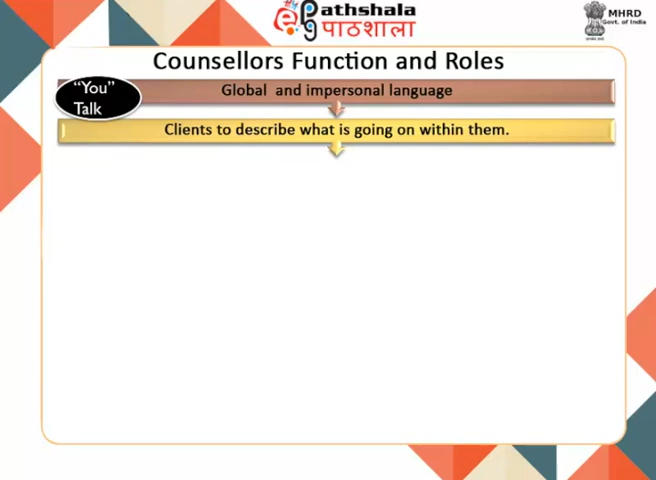 ePathshala
पाठशाला
MHRD
Govt. of India
Counsellors Function and Roles
"You"
Talk
Global and impersonal language
Clients to describe what is going on within them.